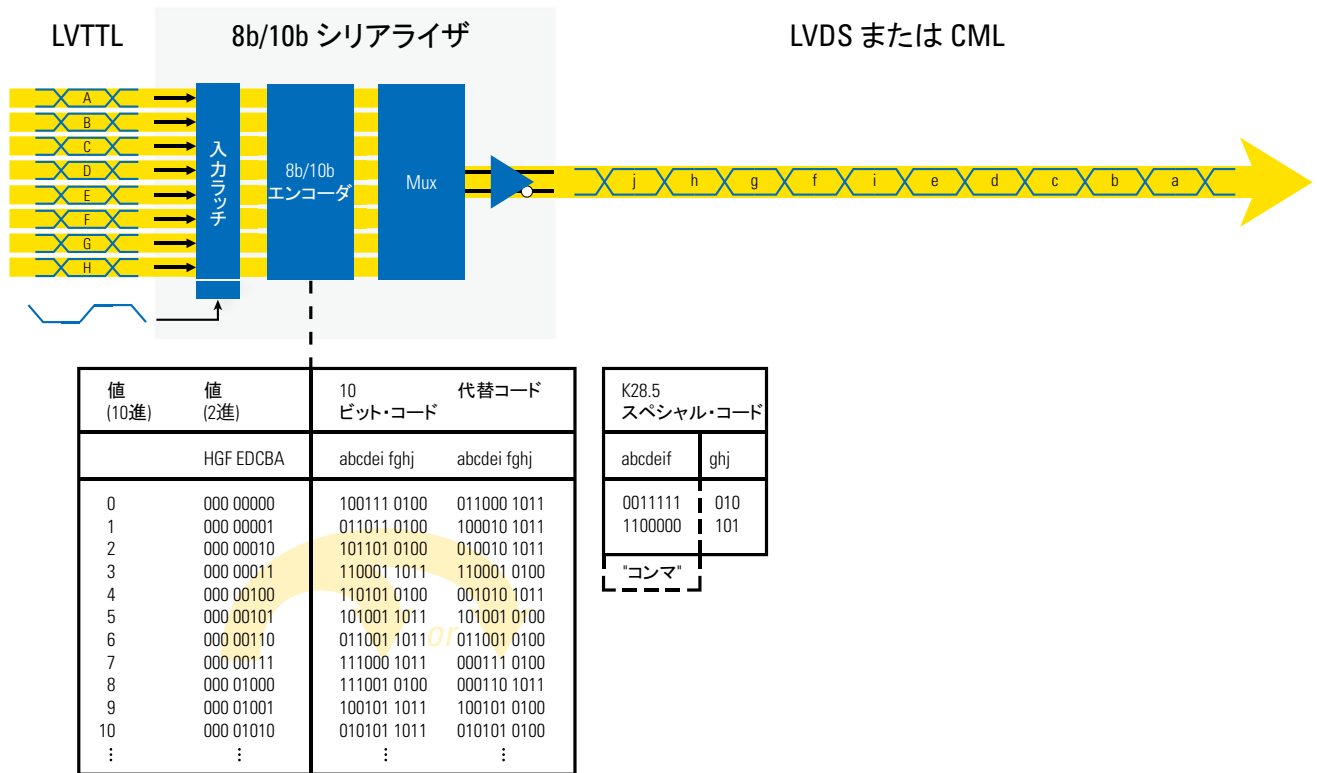 LVTTL 8b/10b シリアライザ LVDS または CML
A
B
C
D
E
F
G
H
入力ラッチ
8b/10b
エンコーダ
Mux
j h g f i e d c b a
値 値 10 代替コード
(10進) (2進) ビット・コード
HGF EDCBA abcdei fghj abcdei fghj
0 000 00000 100111 0100 011000 1011
1 000 00001 011011 0100 100010 1011
2 000 00010 101101 0100 010010 1011
3 000 00011 110001 1011 110001 0100
4 000 00100 110101 0100 001010 1011
5 000 00101 101001 1011 101001 0100
6 000 00110 011001 1011 011001 0100
7 000 00111 111000 1011 000111 0100
8 000 01000 111001 0100 000110 1011
9 000 01001 100101 1011 100101 0100
10 000 01010 010101 1011 010101 0100
⋮ ⋮ ⋮ ⋮
or
K28.5
スペシャル・コード
abcdeif ghj
0011111 010
1100000 101
"コンマ"